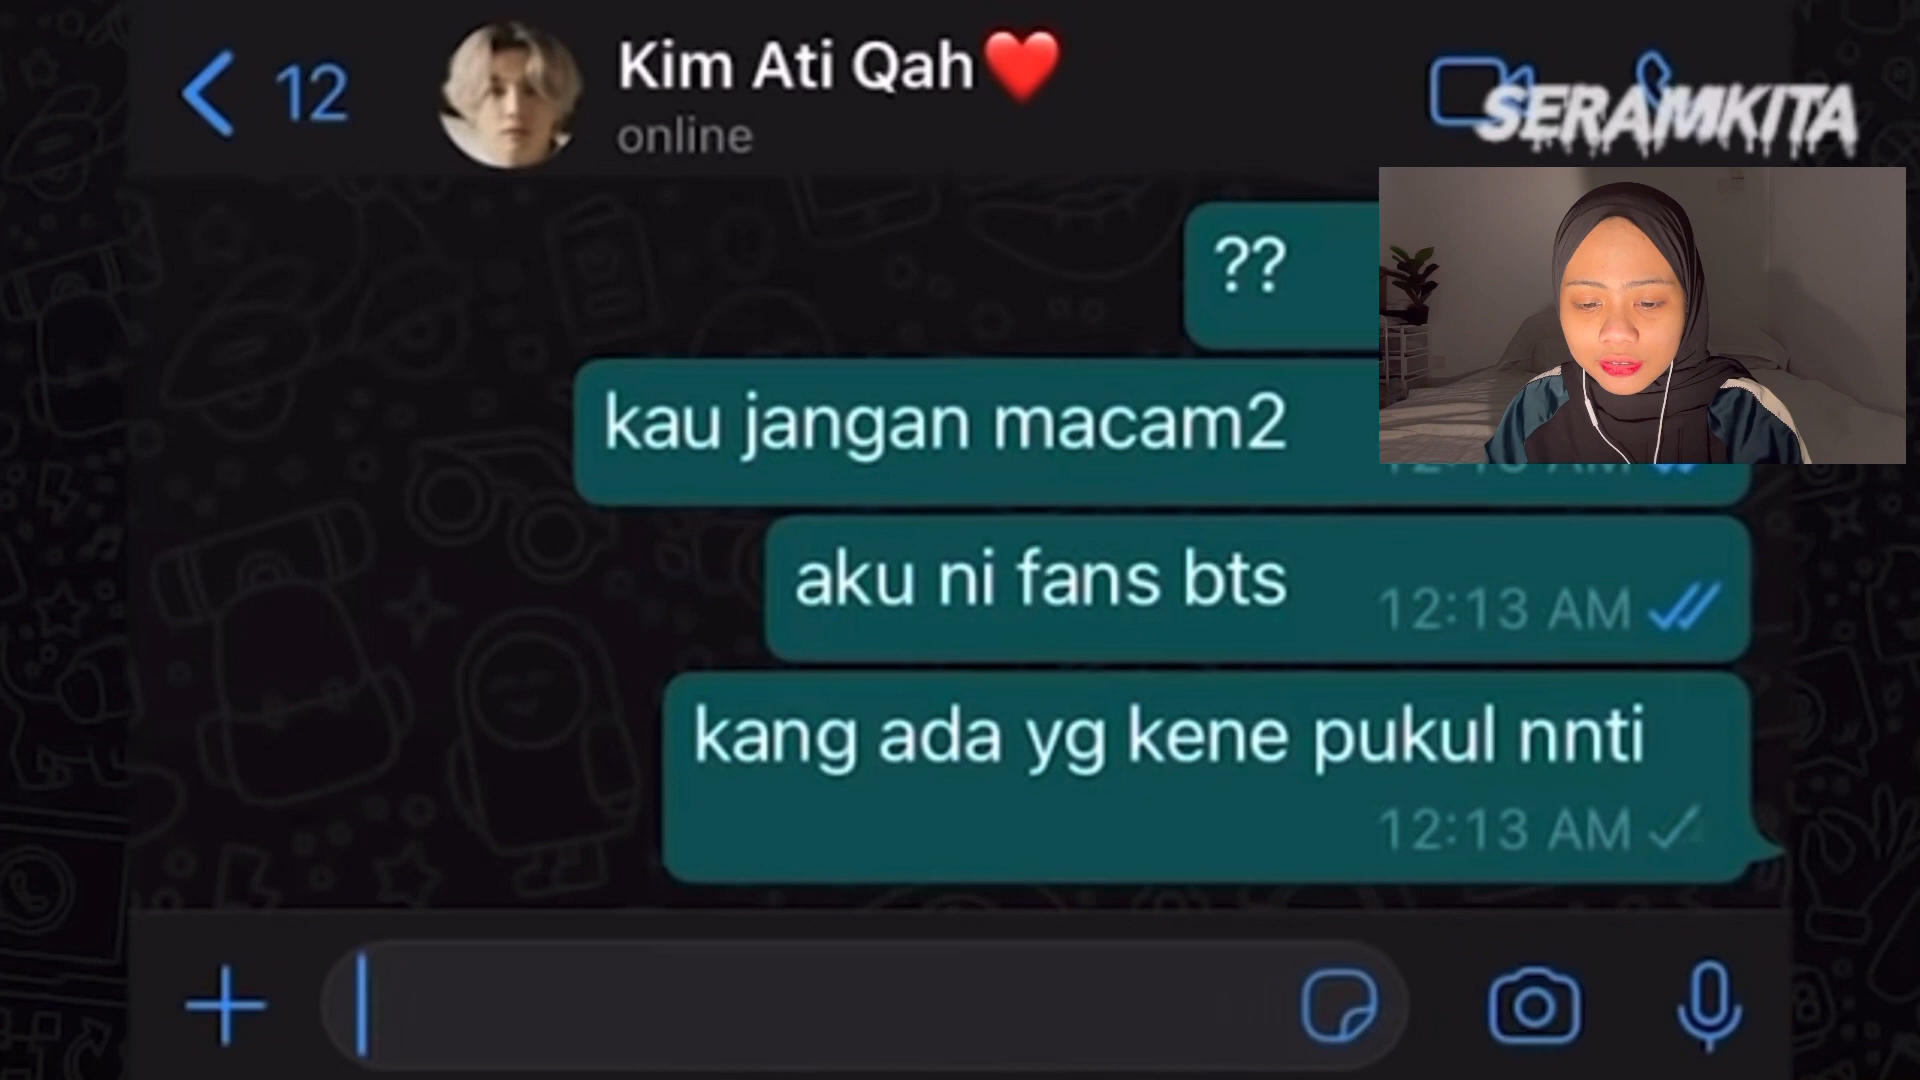 12
Kim Ati Qah❤️
online
SERAMKITA
??
kau jangan macam2
aku ni fans bts
12:13 AM
kang ada yg kene pukul nnti
12:13 AM